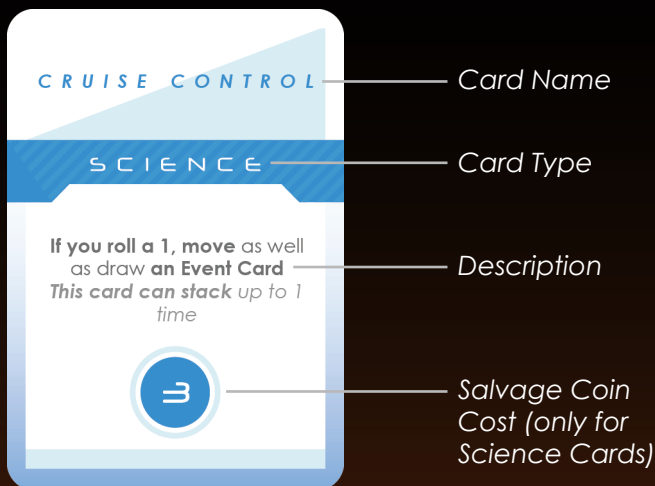 CRUISE CONTROL
Card Name
SCIENCE
Card Type
If you roll a 1, move as well
as draw an Event Card
This card can stack up to 1
time
Description
3
Salvage Coin
Cost (only for
Science Cards)